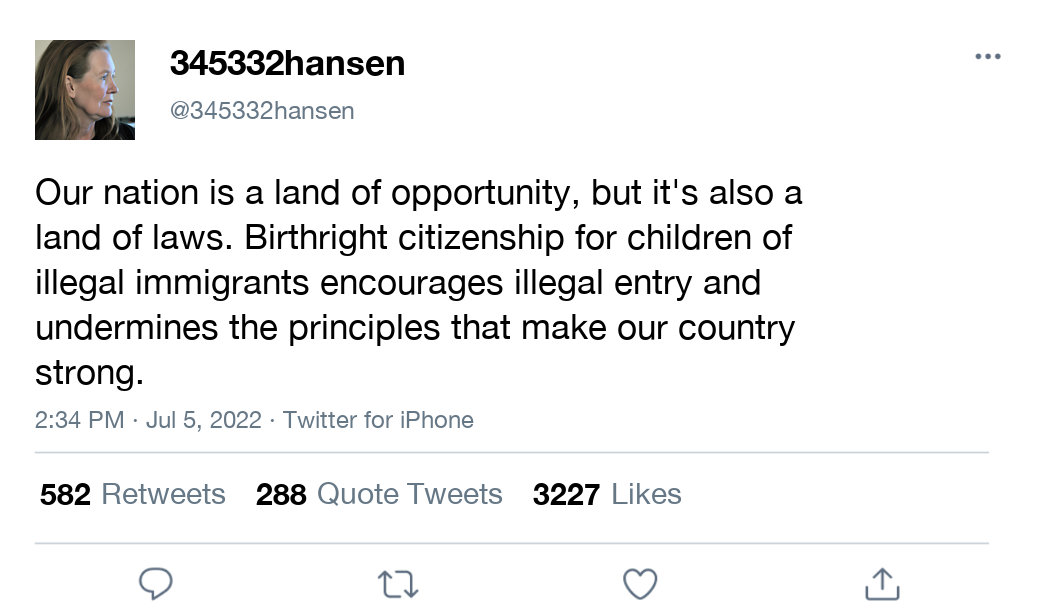 345332hansen
@345332hansen
Our nation is a land of opportunity, but it's also a
land of laws. Birthright citizenship for children of
illegal immigrants encourages illegal entry and
undermines the principles that make our country
strong.
2:34 PM · Jul 5, 2022 · Twitter for iPhone
582 Retweets 288 Quote Tweets 3227 Likes